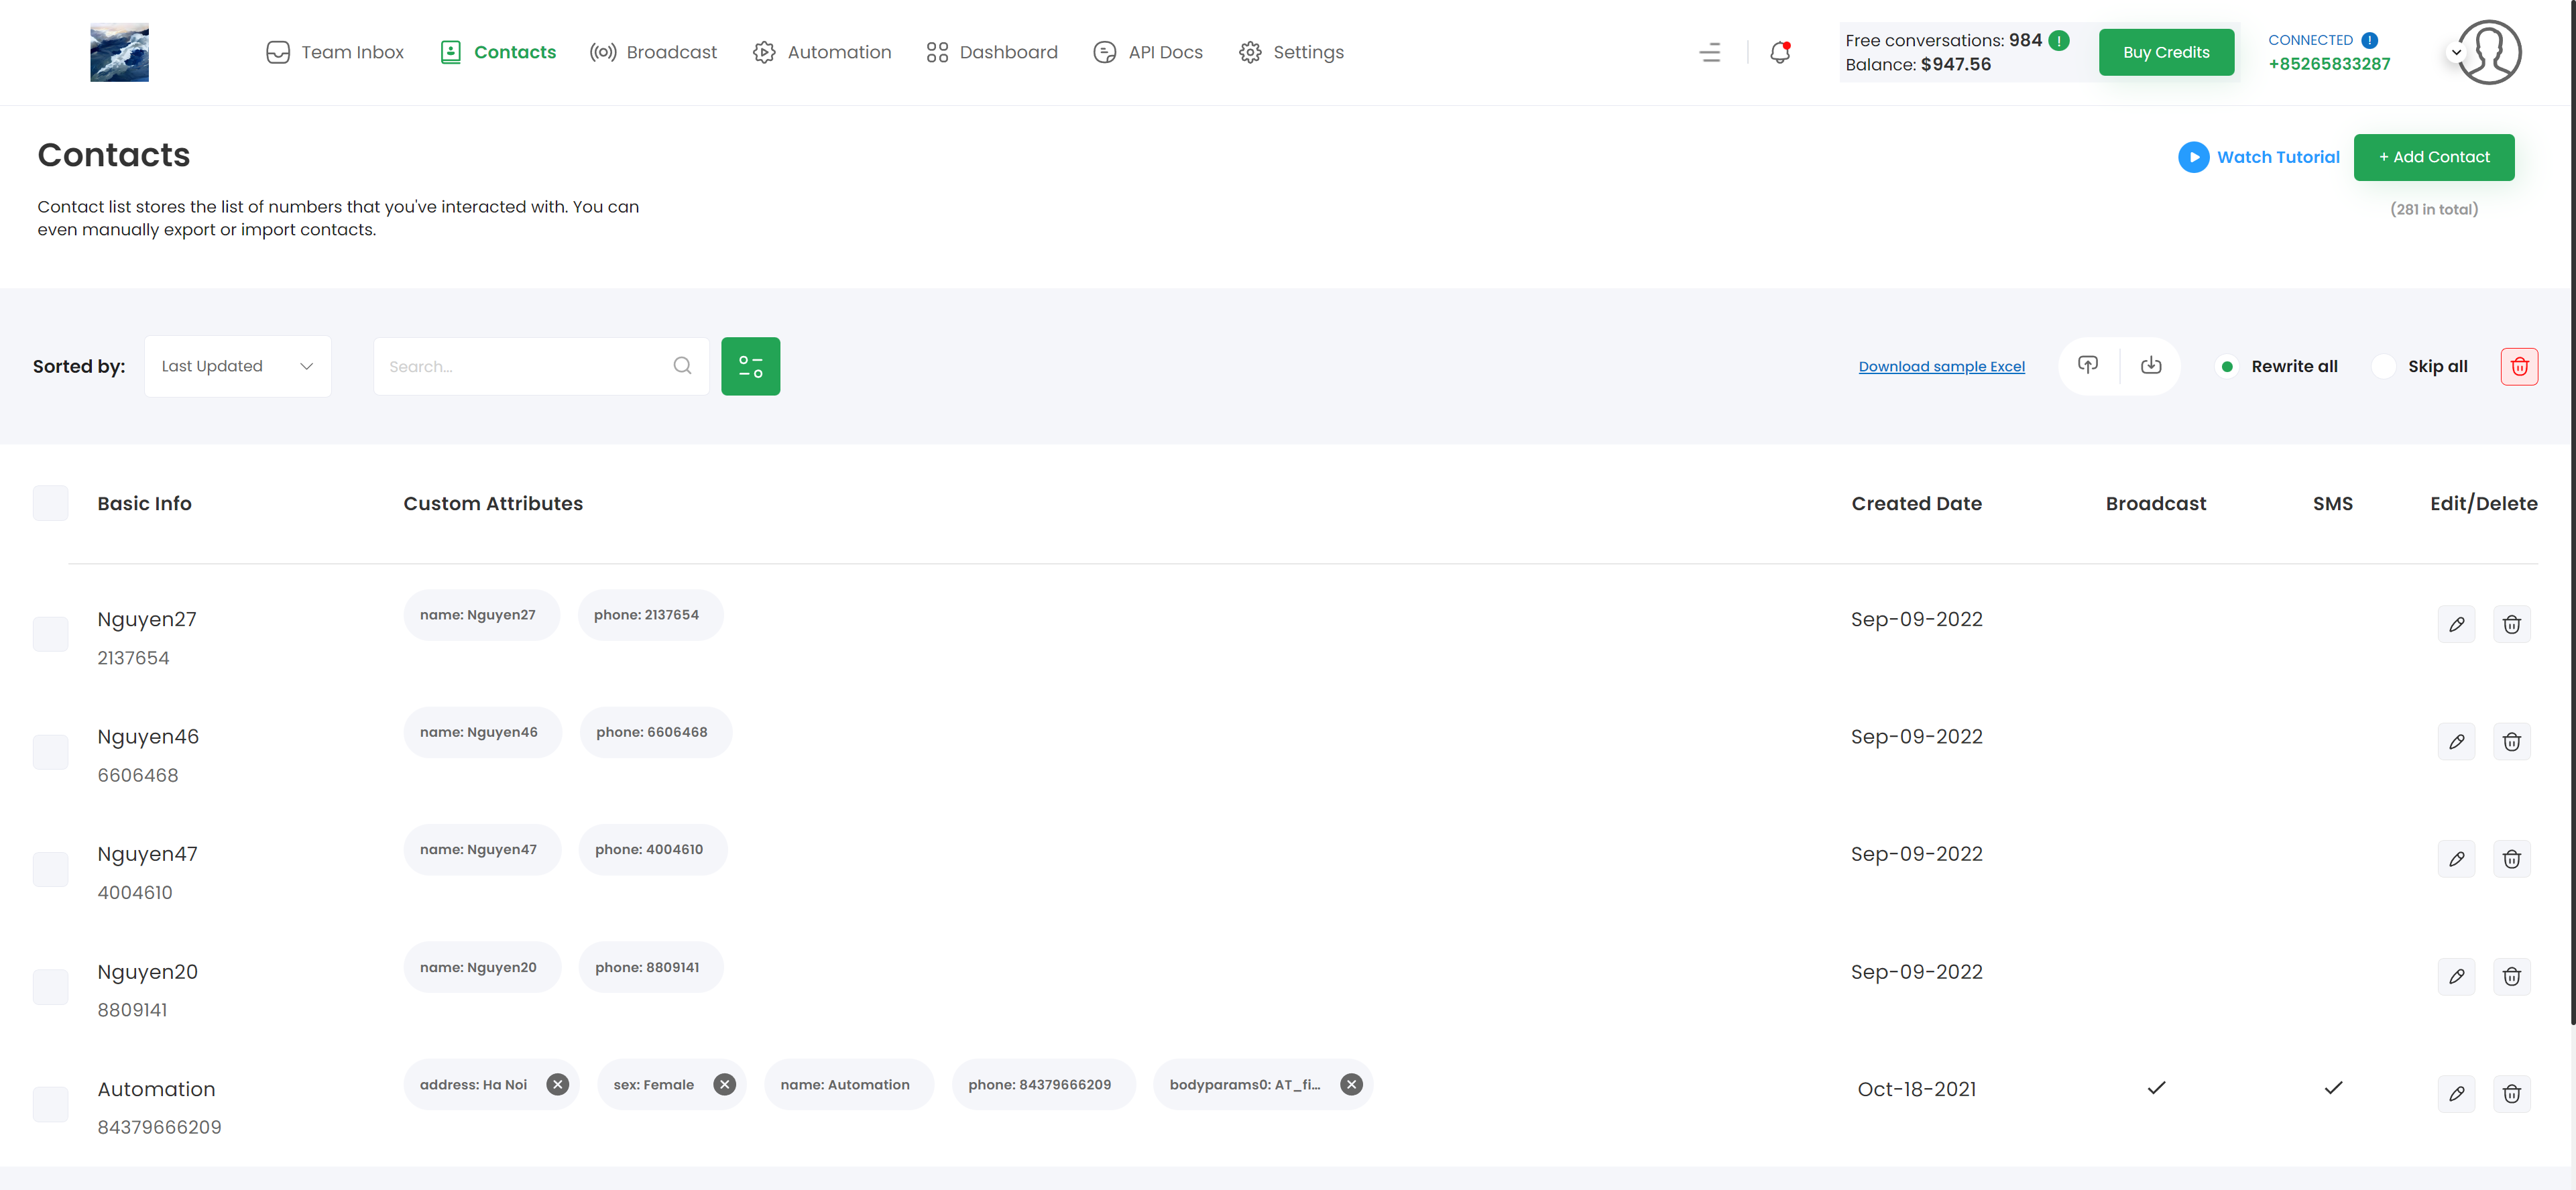 Team Inbox
Contacts
Broadcast
Automation
Dashboard
API Docs
Settings
Free conversations: 984
Balance: $947.56
Buy Credits
CONNECTED
+85265833287
Contacts
Watch Tutorial
+ Add Contact
Contact list stores the list of numbers that you've interacted with. You can
even manually export or import contacts.
(281 in total)
Sorted by:
Last Updated
Search...
Download sample Excel
Rewrite all
Skip all
Basic Info
Custom Attributes
Created Date
Broadcast
SMS
Edit/Delete
Nguyen27
2137654
name: Nguyen27
phone: 2137654
Sep-09-2022
Nguyen46
6606468
name: Nguyen46
phone: 6606468
Sep-09-2022
Nguyen47
4004610
name: Nguyen47
phone: 4004610
Sep-09-2022
Nguyen20
8809141
name: Nguyen20
phone: 8809141
Sep-09-2022
Automation
84379666209
address: Ha Noi
sex: Female
name: Automation
phone: 84379666209
bodyparams0: AT_fi...
Oct-18-2021